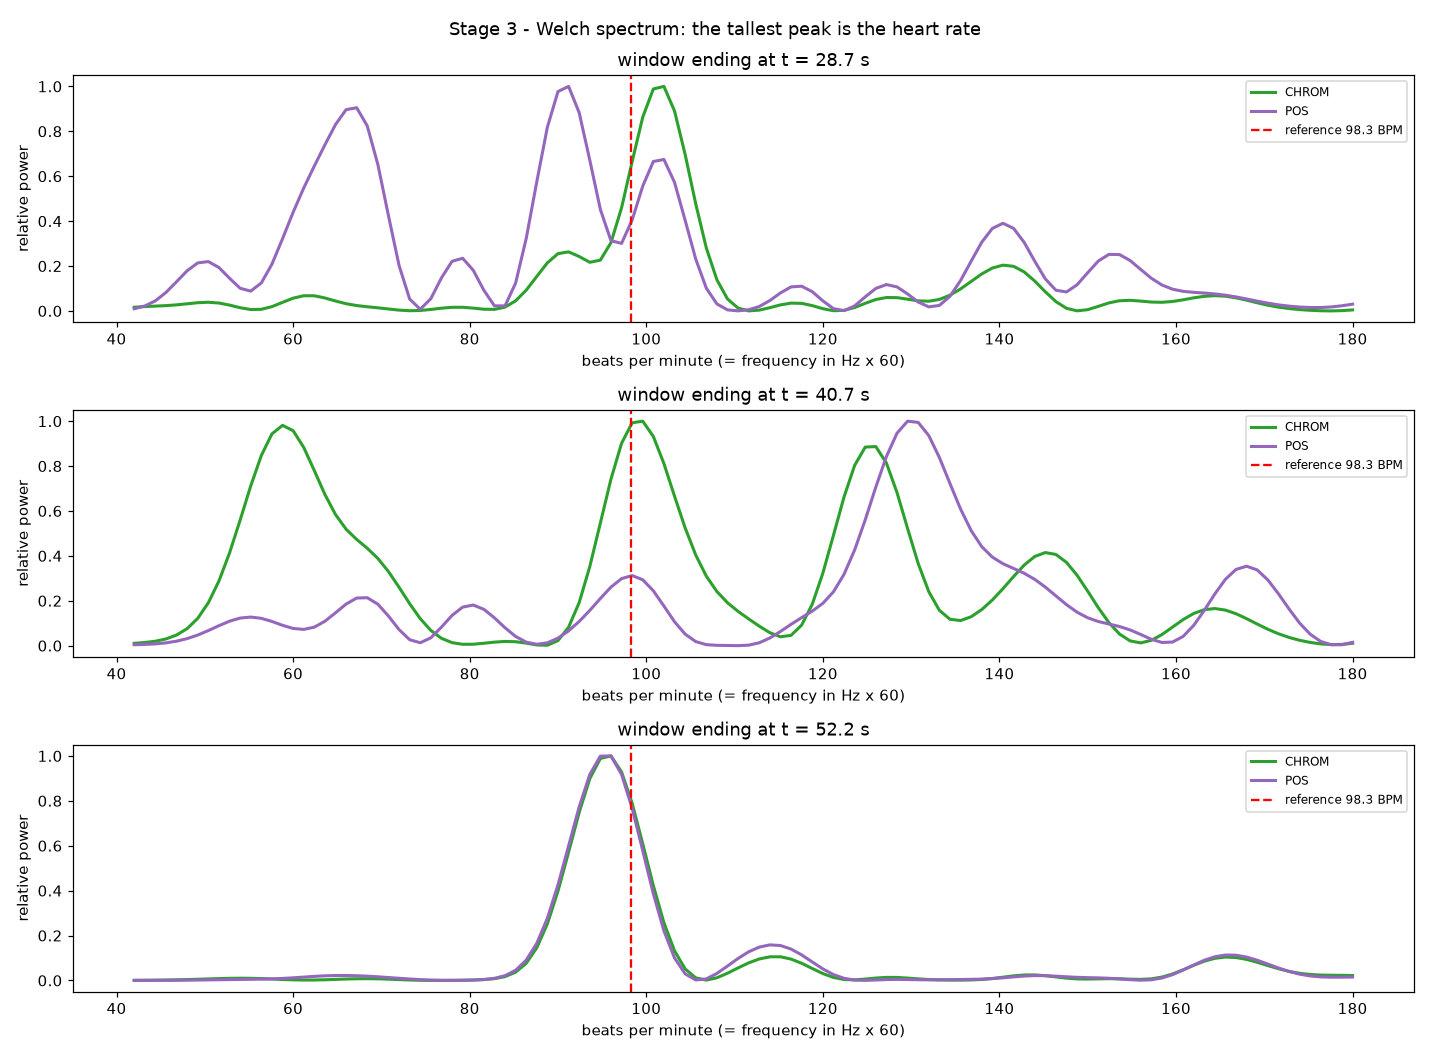 Stage 3 - Welch spectrum: the tallest peak is the heart rate
window ending at t = 28.7 s
1.0
0.8
0.6
0.4
0.2
0.0
relative power
CHROM
POS
reference 98.3 BPM
40 60 80 100 120 140 160 180
beats per minute (= frequency in Hz x 60)
window ending at t = 40.7 s
1.0
0.8
0.6
0.4
0.2
0.0
relative power
CHROM
POS
reference 98.3 BPM
40 60 80 100 120 140 160 180
beats per minute (= frequency in Hz x 60)
window ending at t = 52.2 s
1.0
0.8
0.6
0.4
0.2
0.0
relative power
CHROM
POS
reference 98.3 BPM
40 60 80 100 120 140 160 180
beats per minute (= frequency in Hz x 60)